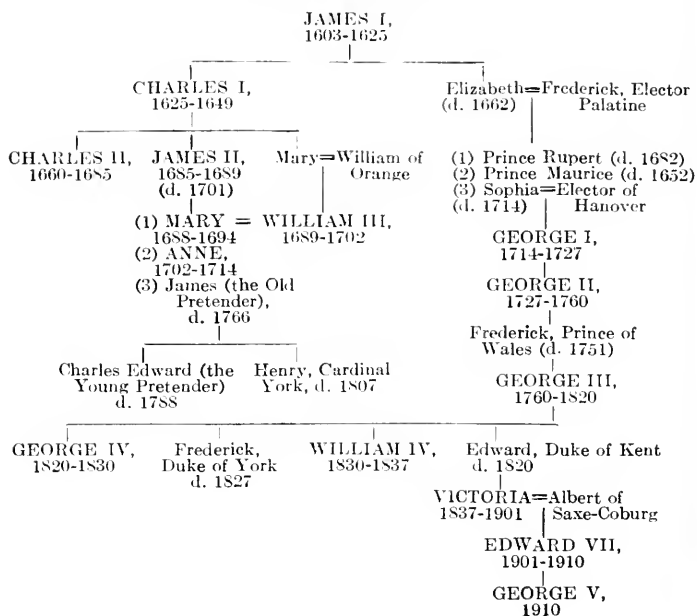 JAMES I,
1603-1625
CHARLES I,
1625-1649
Elizabeth=Frederick, Elector
(d. 1662) Palatine
CHARLES II,
1660-1685
JAMES II,
1685-1689
(d. 1701)
Mary=William of
Orange
(1) Prince Rupert (d. 1682)
(2) Prince Maurice (d. 1652)
(3) Sophia=Elector of
(d. 1714) Hanover
(1) MARY = WILLIAM III,
1688-1694 1689-1702
(2) ANNE,
1702-1714
(3) James (the Old
Pretender),
d. 1766
GEORGE I,
1714-1727
GEORGE II,
1727-1760
Frederick, Prince of
Wales (d. 1751)
Charles Edward (the
Young Pretender)
d. 1788
Henry, Cardinal
York, d. 1807
GEORGE III,
1760-1820
GEORGE IV,
1820-1830
Frederick,
Duke of York
d. 1827
WILLIAM IV,
1830-1837
Edward, Duke of Kent
d. 1820
VICTORIA=Albert of
1837-1901 Saxe-Coburg
EDWARD VII,
1901-1910
GEORGE V,
1910